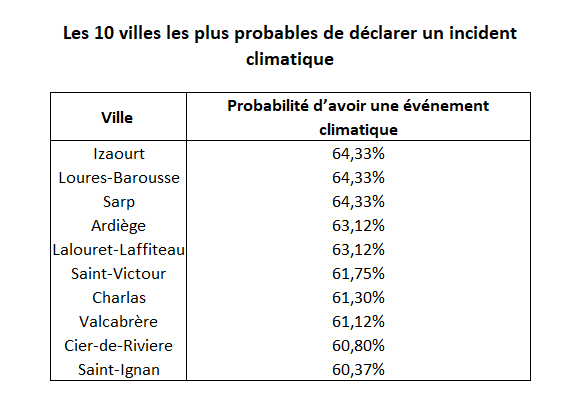 Les 10 villes les plus probables de déclarer un incident
climatique
Ville
Probabilité d’avoir une événement
climatique
Izaourt 64,33%
Loures-Barousse 64,33%
Sarp 64,33%
Ardiège 63,12%
Lalouret-Laffiteau 63,12%
Saint-Victour 61,75%
Charlas 61,30%
Valcabrère 61,12%
Cier-de-Riviere 60,80%
Saint-Ignan 60,37%